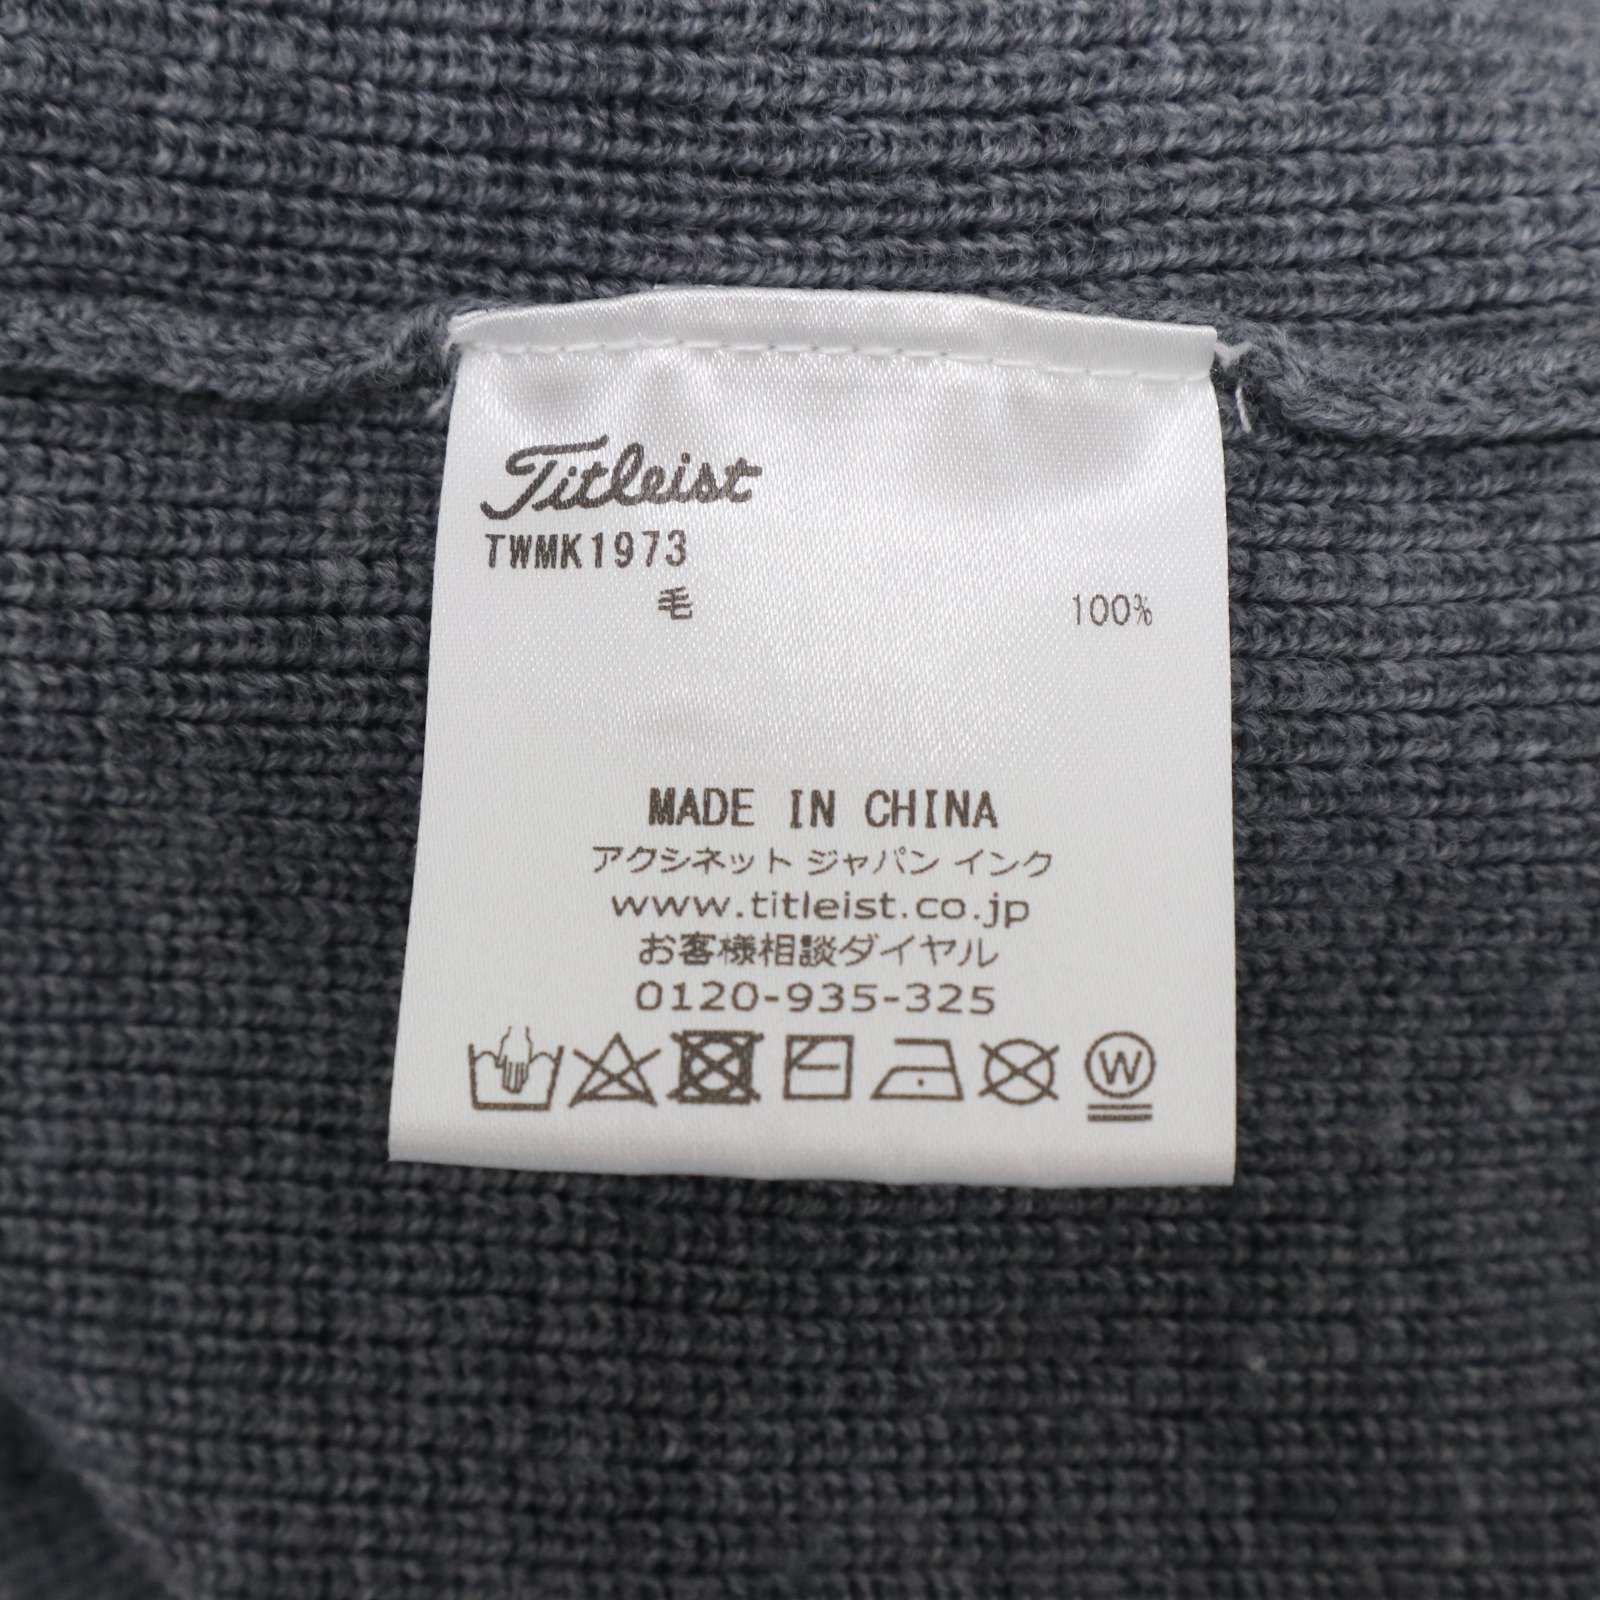 Titleist
TWMK1973
毛 100%
MADE IN CHINA
アクシネット ジャパン インク
www.titleist.co.jp
お客様相談ダイヤル
0120-935-325
W